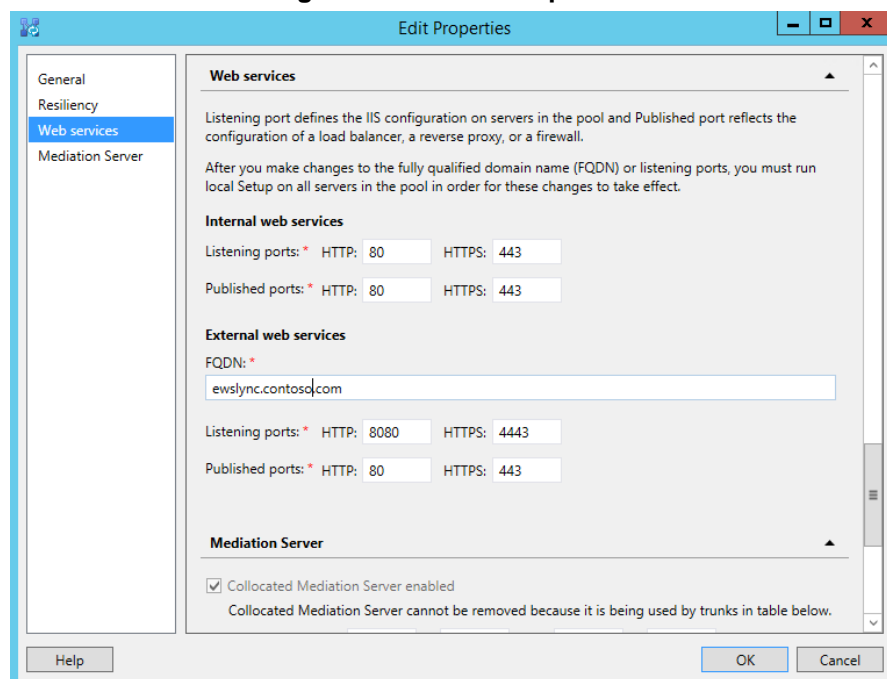 Edit Properties
General
Resiliency
Web services
Mediation Server
Web services
Listening port defines the IIS configuration on servers in the pool and Published port reflects the
configuration of a load balancer, a reverse proxy, or a firewall.
After you make changes to the fully qualified domain name (FQDN) or listening ports, you must run
local Setup on all servers in the pool in order for these changes to take effect.
Internal web services
Listening ports: * HTTP: 80 HTTPS: 443
Published ports: * HTTP: 80 HTTPS: 443
External web services
FQDN: *
ewslync.contoso.com
Listening ports: * HTTP: 8080 HTTPS: 4443
Published ports: * HTTP: 80 HTTPS: 443
Mediation Server
Collocated Mediation Server enabled
Collocated Mediation Server cannot be removed because it is being used by trunks in table below.
Help OK Cancel